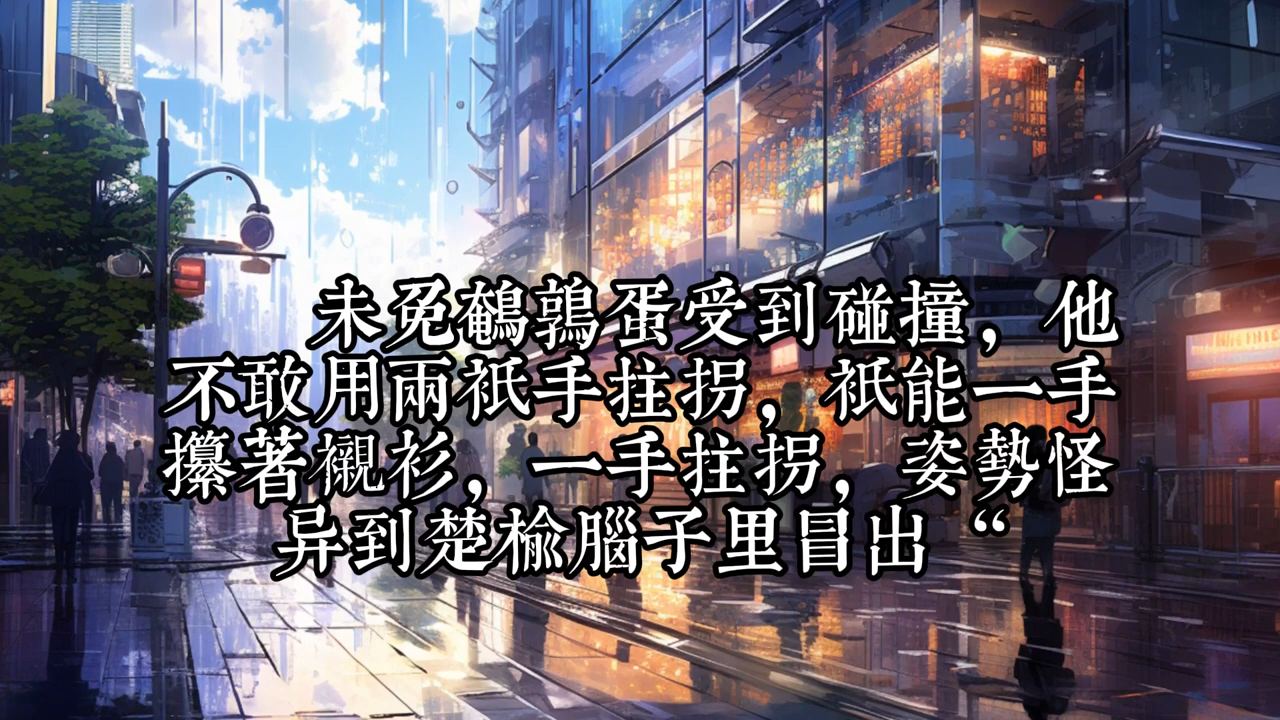 未免鵪鶉蛋受到碰撞，他
不敢用兩祇手拄拐，祇能一手
攥著襯衫，一手拄拐，姿勢怪
异到楚榆腦子里冒出“